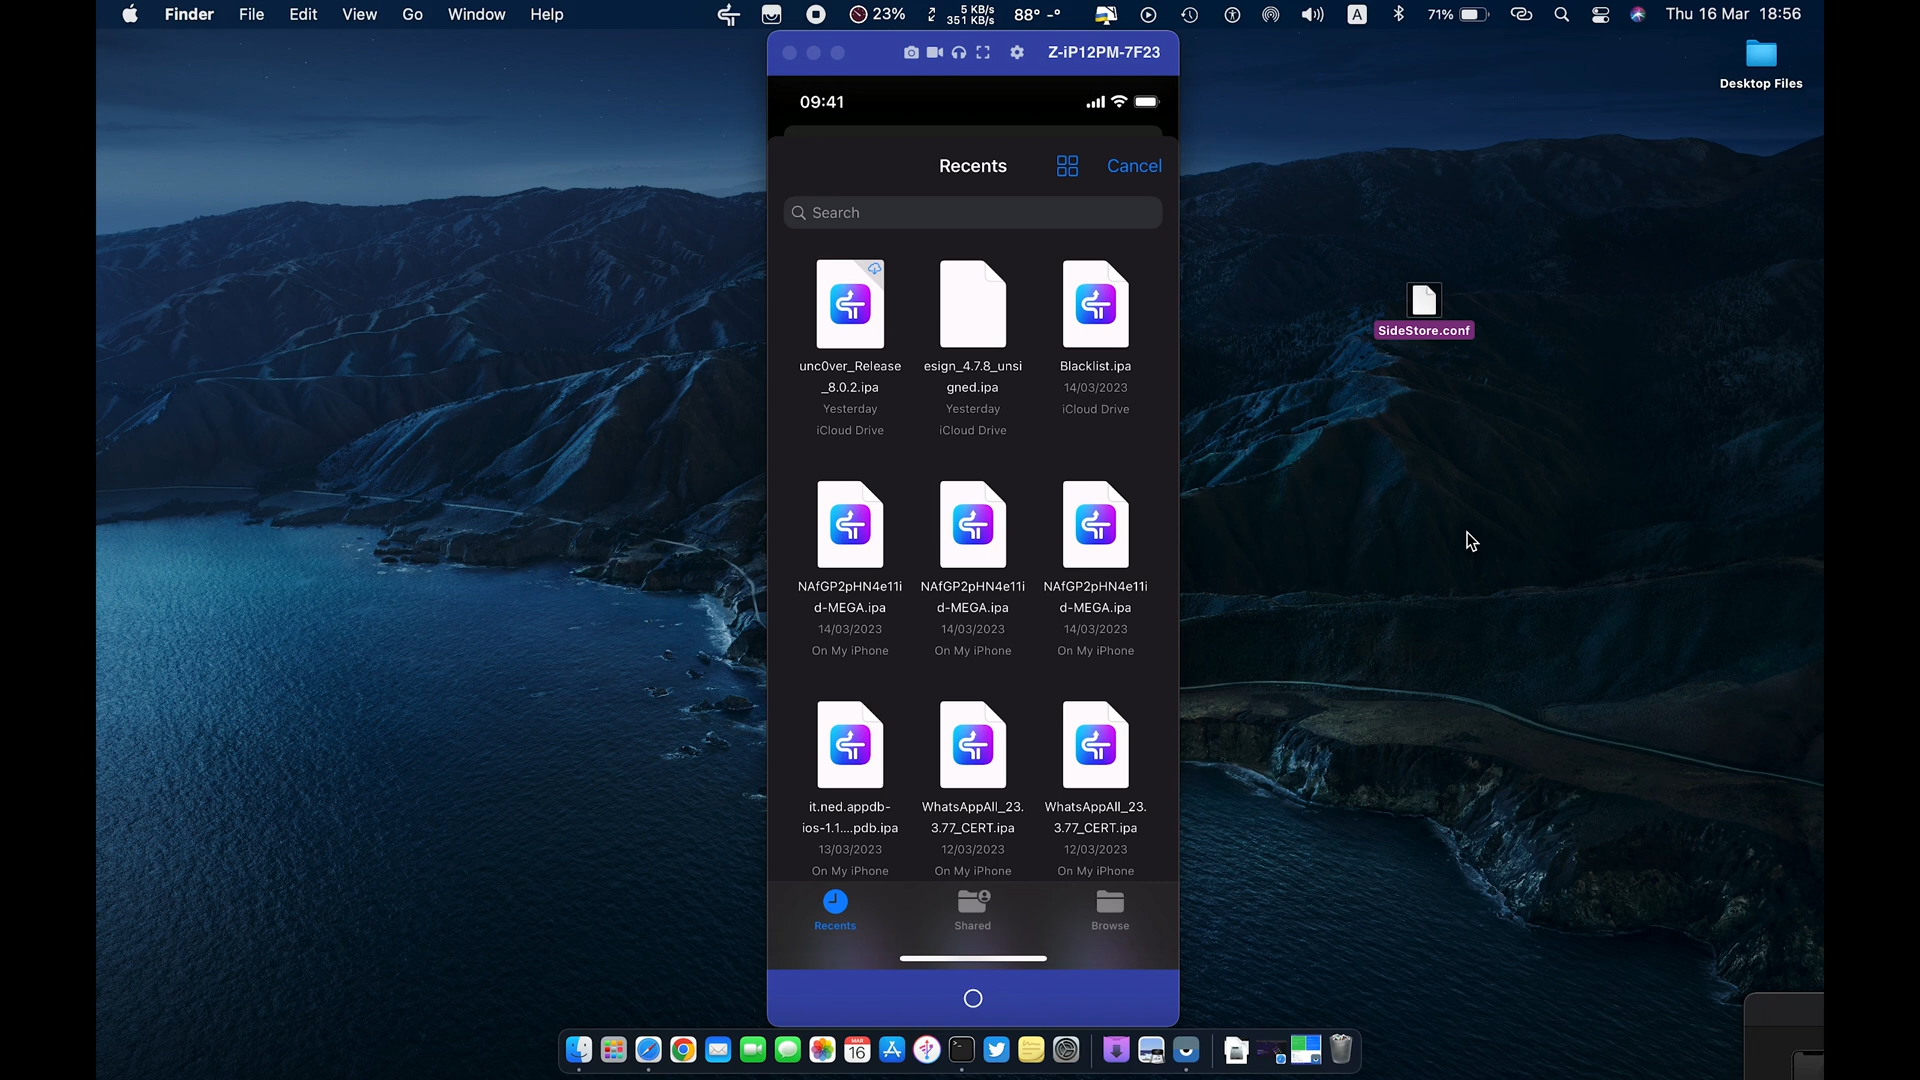 Finder File Edit View Go Window Help
23%
5 KB/s
351 KB/s
88° -°
A
71%
Thu 16 Mar 18:56
Desktop Files
Z-iP12PM-7F23
09:41
Recents
Cancel
Search
unc0ver_Release
_8.0.2.ipa
Yesterday
iCloud Drive
esign_4.7.8_unsi
gned.ipa
Yesterday
iCloud Drive
Blacklist.ipa
14/03/2023
iCloud Drive
SideStore.conf
NAfGP2pHN4e11i
d-MEGA.ipa
14/03/2023
On My iPhone
NAfGP2pHN4e11i
d-MEGA.ipa
14/03/2023
On My iPhone
NAfGP2pHN4e11i
d-MEGA.ipa
14/03/2023
On My iPhone
it.ned.appdb-
ios-1.1....pdb.ipa
13/03/2023
On My iPhone
WhatsAppAll_23.
3.77_CERT.ipa
12/03/2023
On My iPhone
WhatsAppAll_23.
3.77_CERT.ipa
12/03/2023
On My iPhone
Recents
Shared
Browse
MAR
16